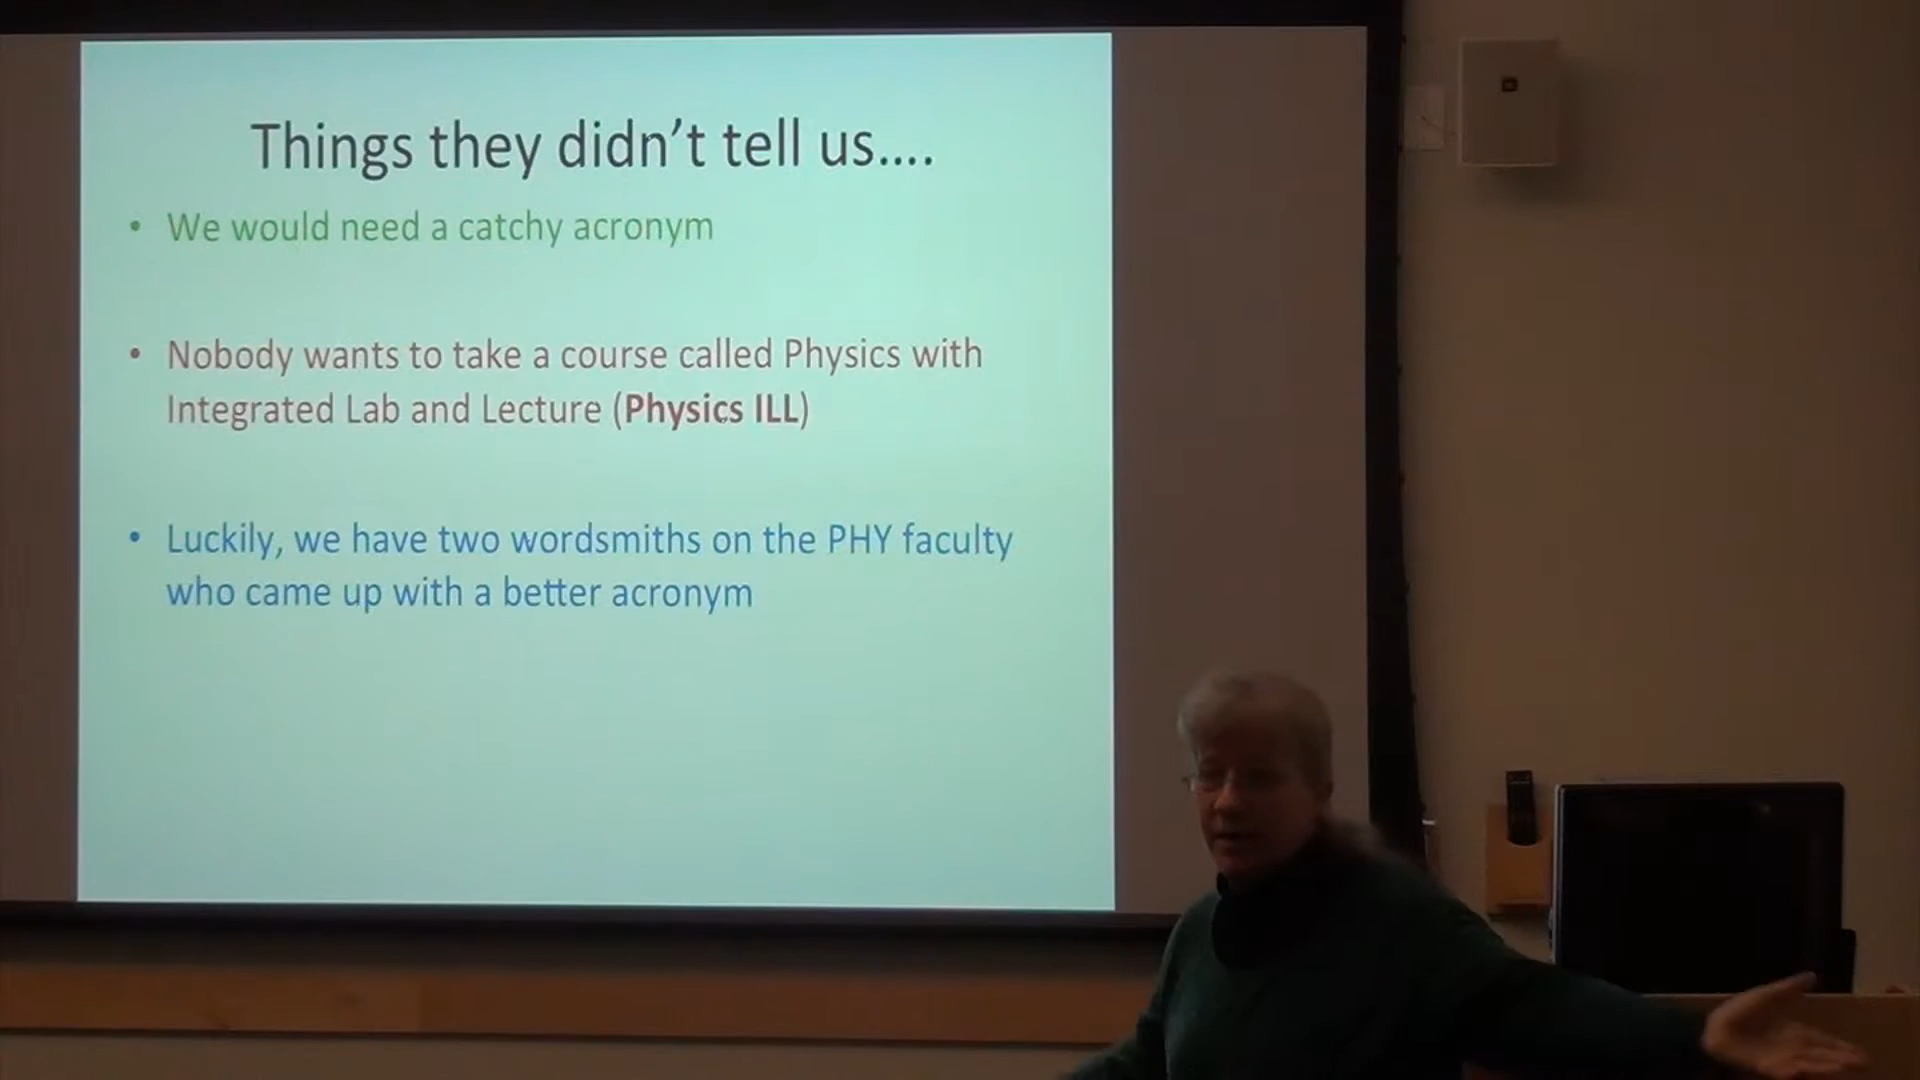 Things they didn't tell us....
• We would need a catchy acronym
• Nobody wants to take a course called Physics with
Integrated Lab and Lecture (Physics ILL)
• Luckily, we have two wordsmiths on the PHY faculty
who came up with a better acronym